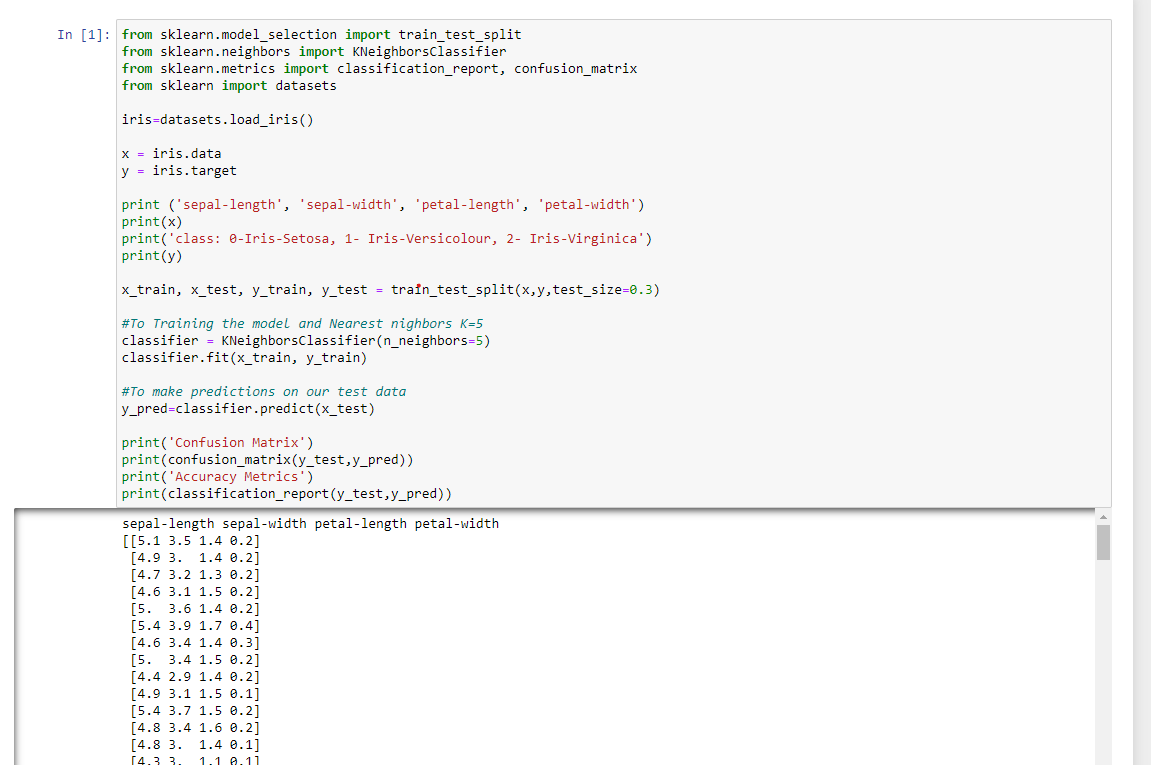 In [1]: from sklearn.model_selection import train_test_split
from sklearn.neighbors import KNeighborsClassifier
from sklearn.metrics import classification_report, confusion_matrix
from sklearn import datasets
iris=datasets.load_iris()
x = iris.data
y = iris.target
print ('sepal-length', 'sepal-width', 'petal-length', 'petal-width')
print(x)
print('class: 0-Iris-Setosa, 1- Iris-Versicolour, 2- Iris-Virginica')
print(y)
x_train, x_test, y_train, y_test = train_test_split(x,y,test_size=0.3)
#To Training the model and Nearest nighbors K=5
classifier = KNeighborsClassifier(n_neighbors=5)
classifier.fit(x_train, y_train)
#To make predictions on our test data
y_pred=classifier.predict(x_test)
print('Confusion Matrix')
print(confusion_matrix(y_test,y_pred))
print('Accuracy Metrics')
print(classification_report(y_test,y_pred))
sepal-length sepal-width petal-length petal-width
[[5.1 3.5 1.4 0.2]
[4.9 3.  1.4 0.2]
[4.7 3.2 1.3 0.2]
[4.6 3.1 1.5 0.2]
[5.  3.6 1.4 0.2]
[5.4 3.9 1.7 0.4]
[4.6 3.4 1.4 0.3]
[5.  3.4 1.5 0.2]
[4.4 2.9 1.4 0.2]
[4.9 3.1 1.5 0.1]
[5.4 3.7 1.5 0.2]
[4.8 3.4 1.6 0.2]
[4.8 3.  1.4 0.1]
[4.3 3.  1.1 0.1]